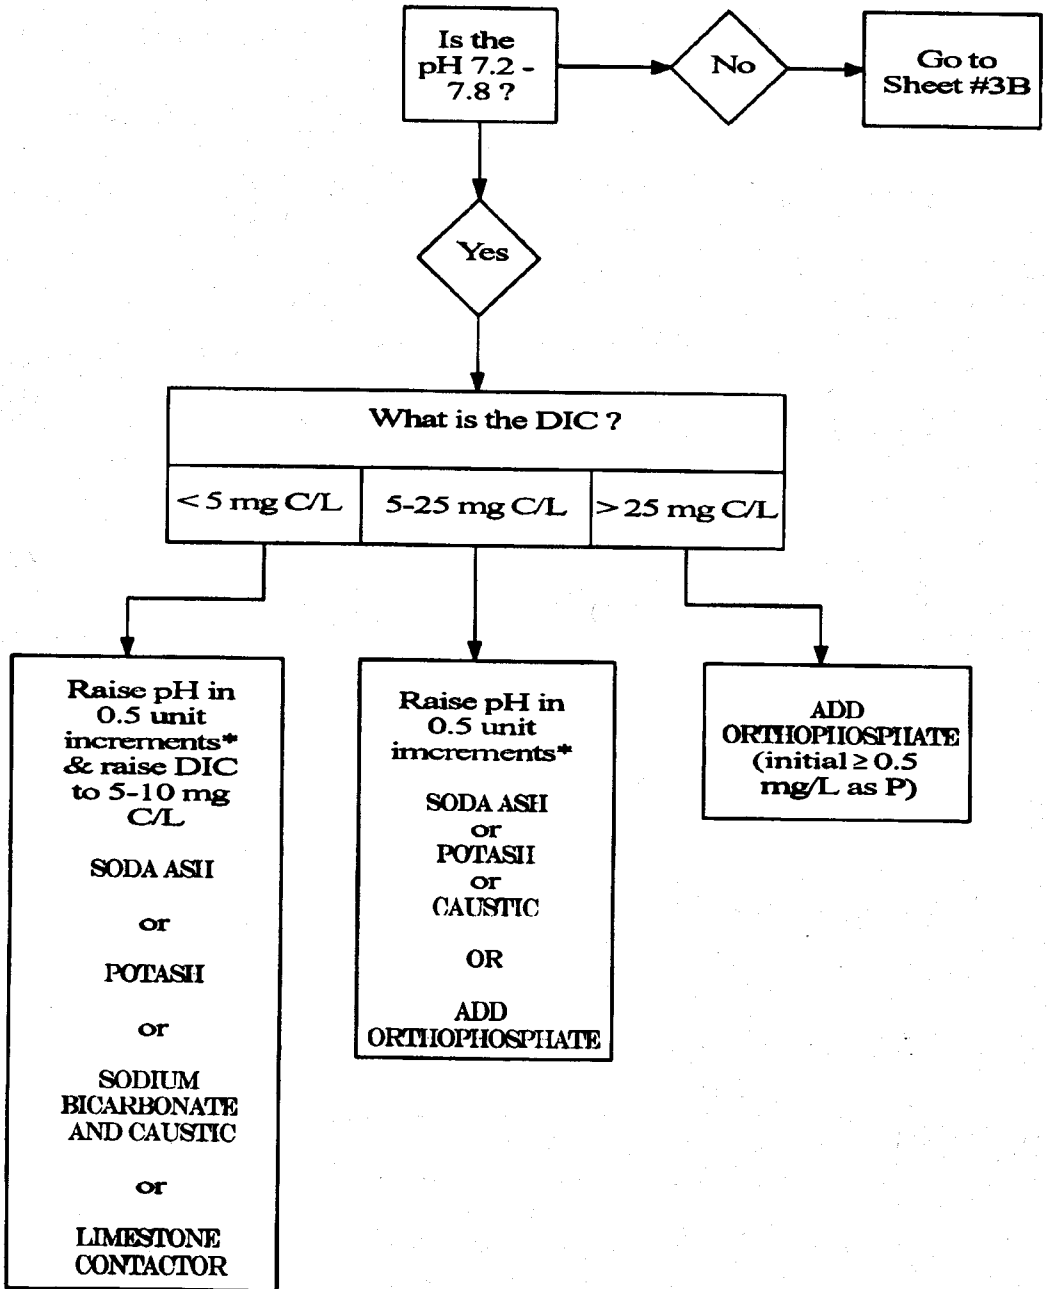 Is the
pH 7.2 -
7.8 ?
No
Go to
Sheet #3B
Yes
What is the DIC ?
< 5 mg C/L
5-25 mg C/L
> 25 mg C/L
Raise pH in
0.5 unit
increments*
& raise DIC
to 5-10 mg
C/L
SODA ASH
or
POTASH
or
SODIUM
BICARBONATE
AND CAUSTIC
or
LIMESTONE
CONTACTOR
Raise pH in
0.5 unit
imcrements*
SODA ASH
or
POTASH
or
CAUSTIC
OR
ADD
ORTHOPHOSPHATE
ADD
ORTHOPHOSPHATE
(initial ≥ 0.5
mg/L as P)